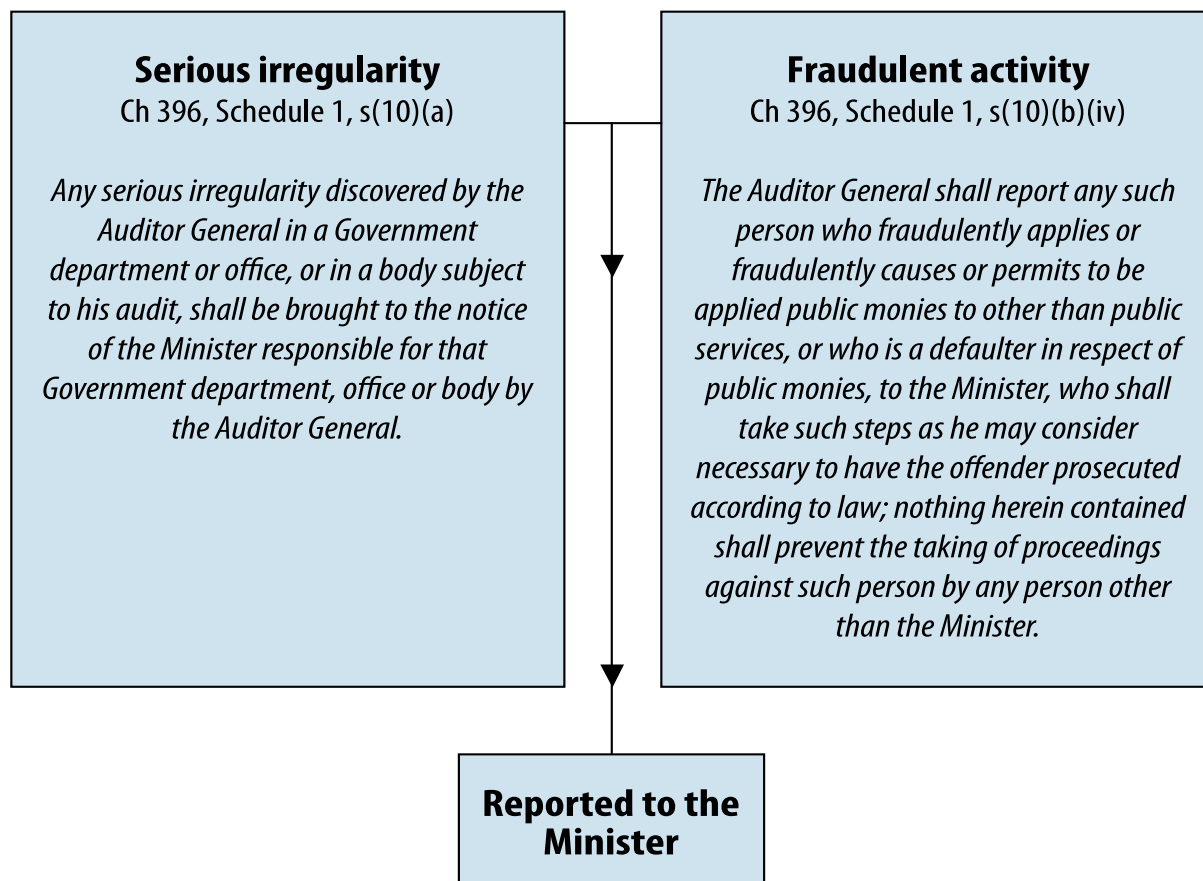 Serious irregularity
Ch 396, Schedule 1, s(10)(a)
Any serious irregularity discovered by the
Auditor General in a Government
department or office, or in a body subject
to his audit, shall be brought to the notice
of the Minister responsible for that
Government department, office or body by
the Auditor General.
Fraudulent activity
Ch 396, Schedule 1, s(10)(b)(iv)
The Auditor General shall report any such
person who fraudulently applies or
fraudulently causes or permits to be
applied public monies to other than public
services, or who is a defaulter in respect of
public monies, to the Minister, who shall
take such steps as he may consider
necessary to have the offender prosecuted
according to law; nothing herein contained
shall prevent the taking of proceedings
against such person by any person other
than the Minister.
Reported to the
Minister